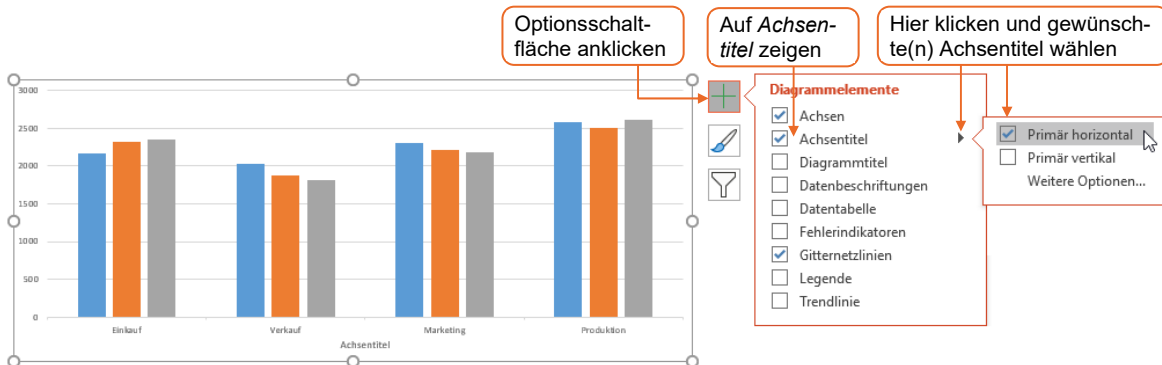 Optionsschalt-
fläche anklicken
Auf Achsen-
titel zeigen
Hier klicken und gewünsch-
te(n) Achsentitel wählen
3000
2500
2000
1500
1000
500
0
Einkauf
Verkauf
Marketing
Produktion
Achsentitel
Diagrammelemente
Achsen
Achsentitel
Diagrammtitel
Datenbeschriftungen
Datentabelle
Fehlerindikatoren
Gitternetzlinien
Legende
Trendlinie
Primär horizontal
Primär vertikal
Weitere Optionen...